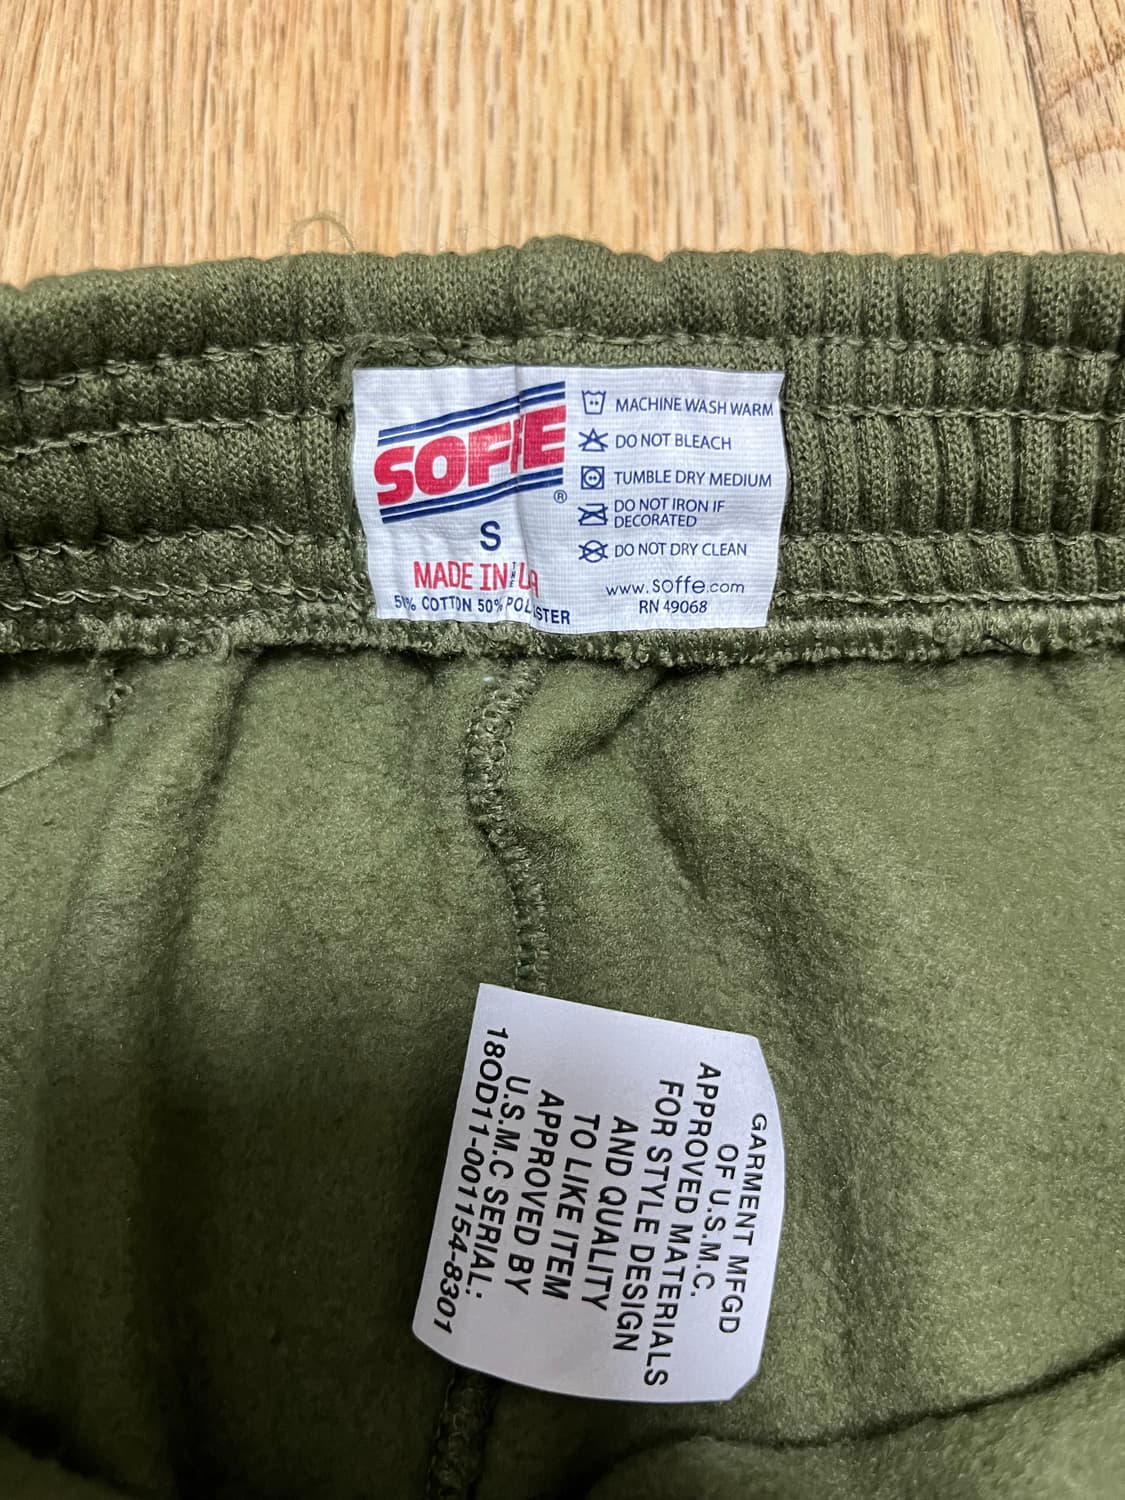 SOFFE
®
S
MADE IN THE
50% COTTON 50%
MACHINE WASH WARM
DO NOT BLEACH
TUMBLE DRY MEDIUM
DO NOT IRON IF
DECORATED
DO NOT DRY CLEAN
www.soffe.com
RN 49068
GARMENT MFGD
OF U.S.M.C.
APPROVED MATERIALS
FOR STYLE DESIGN
AND QUALITY
TO LIKE ITEM
APPROVED BY
U.S.M.C SERIAL:
18OD11-001154-8301